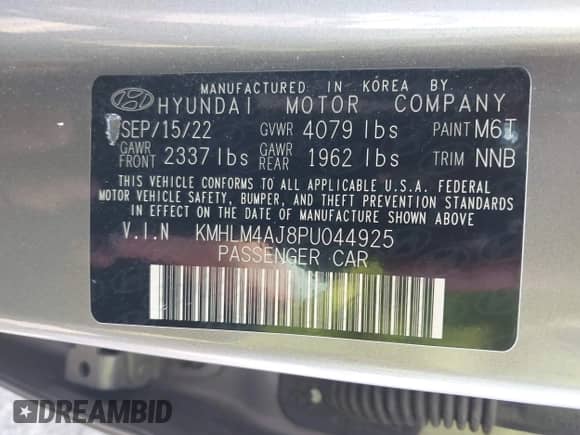 MANUFACTURED IN KOREA BY
HYUNDAI MOTOR COMPANY
SEP/15/22 GVWR 4079 lbs PAINT M6T
GAWR FRONT 2337 lbs GAWR REAR 1962 lbs TRIM NNB
THIS VEHICLE CONFORMS TO ALL APPLICABLE U.S.A. FEDERAL
MOTOR VEHICLE SAFETY, BUMPER, AND THEFT PREVENTION STANDARDS
IN EFFECT ON THE DATE OF MANUFACTURE SHOWN ABOVE.
V.I.N KMHLM4AJ8PU044925
PASSENGER CAR
DREAMBID